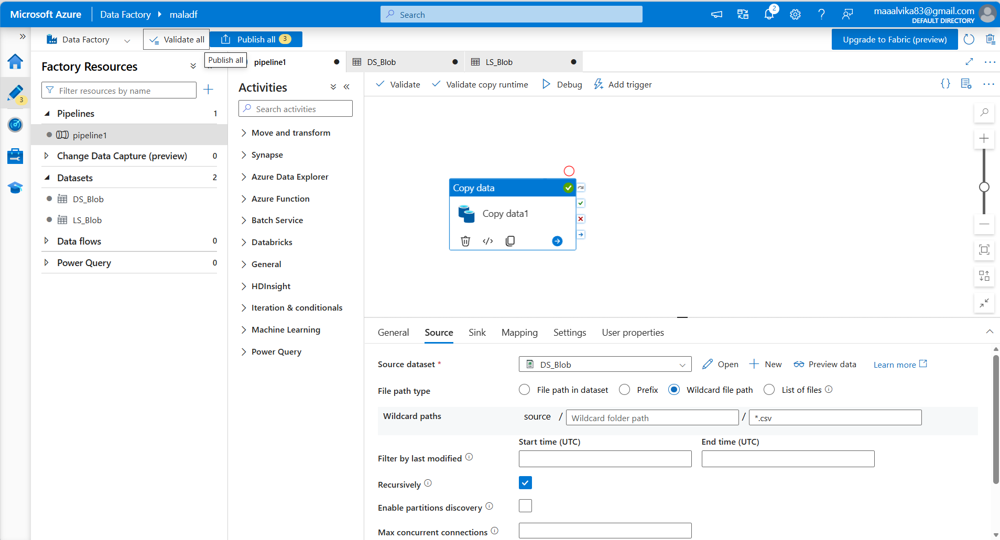 Microsoft Azure
Data Factory
maladf
Search
2
maaalvika83@gmail.com
DEFAULT DIRECTORY
Data Factory
Validate all
Publish all 3
Upgrade to Fabric (preview)
Publish all
Factory Resources
Filter resources by name
3
Pipelines 1
pipeline1
Change Data Capture (preview) 0
Datasets 2
DS_Blob
LS_Blob
Data flows 0
Power Query 0
pipeline1
DS_Blob
LS_Blob
Activities
Search activities
Move and transform
Synapse
Azure Data Explorer
Azure Function
Batch Service
Databricks
General
HDInsight
Iteration & conditionals
Machine Learning
Power Query
Validate
Validate copy runtime
Debug
Add trigger
Copy data
Copy data1
General
Source
Sink
Mapping
Settings
User properties
Source dataset *
DS_Blob
Open
New
Preview data
Learn more
File path type
File path in dataset
Prefix
Wildcard file path
List of files
Wildcard paths
source / Wildcard folder path / *.csv
Start time (UTC)
End time (UTC)
Filter by last modified
Recursively
Enable partitions discovery
Max concurrent connections